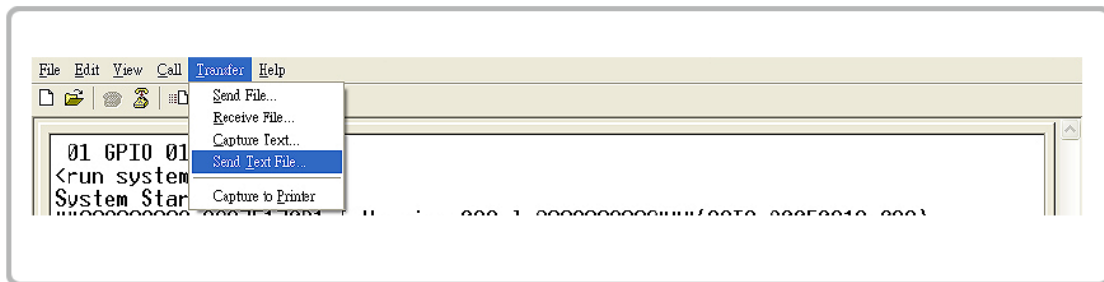 File Edit View Call Transfer Help
Send File...
Receive File...
Capture Text...
Send Text File...
Capture to Printer
01 GPIO 01
<run system
System Star